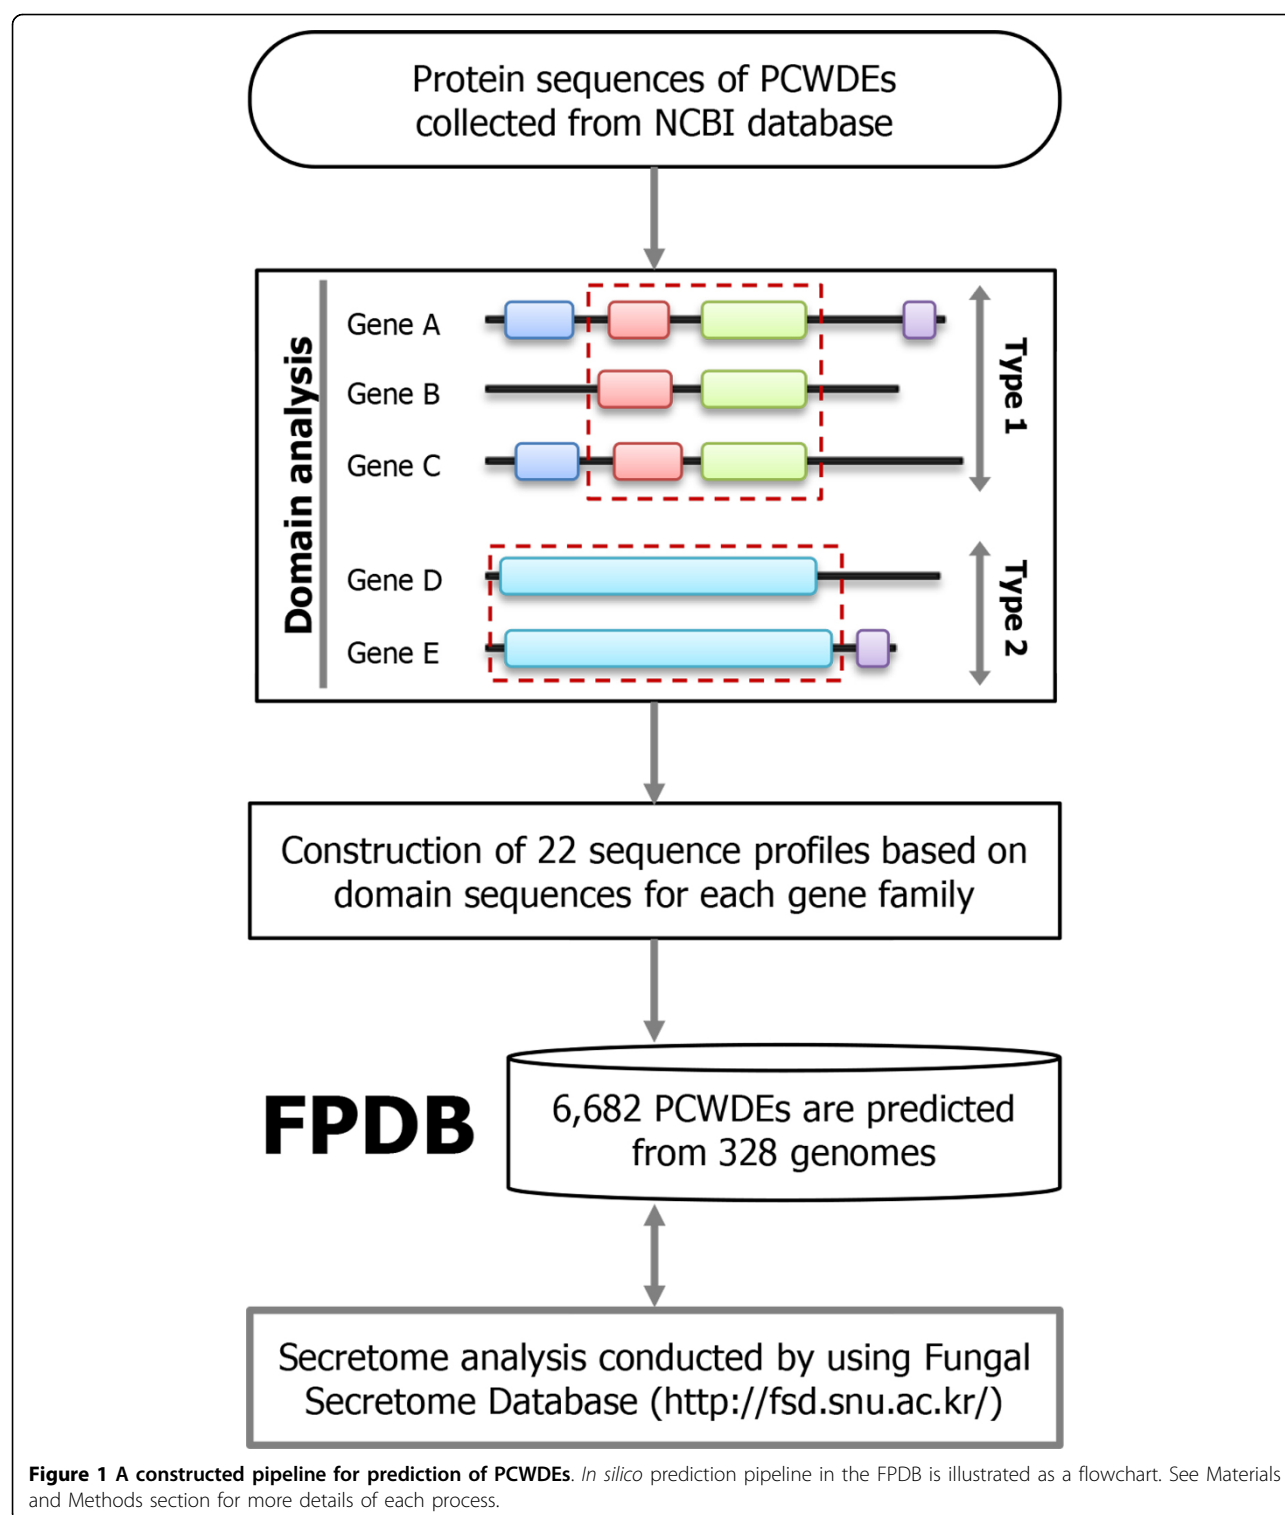 Protein sequences of PCWDEs
collected from NCBI database
Domain analysis
Gene A
Gene B
Gene C
Type 1
Gene D
Gene E
Type 2
Construction of 22 sequence profiles based on
domain sequences for each gene family
FPDB
6,682 PCWDEs are predicted
from 328 genomes
Secretome analysis conducted by using Fungal
Secretome Database (http://fsd.snu.ac.kr/)
Figure 1 A constructed pipeline for prediction of PCWDEs. In silico prediction pipeline in the FPDB is illustrated as a flowchart. See Materials
and Methods section for more details of each process.